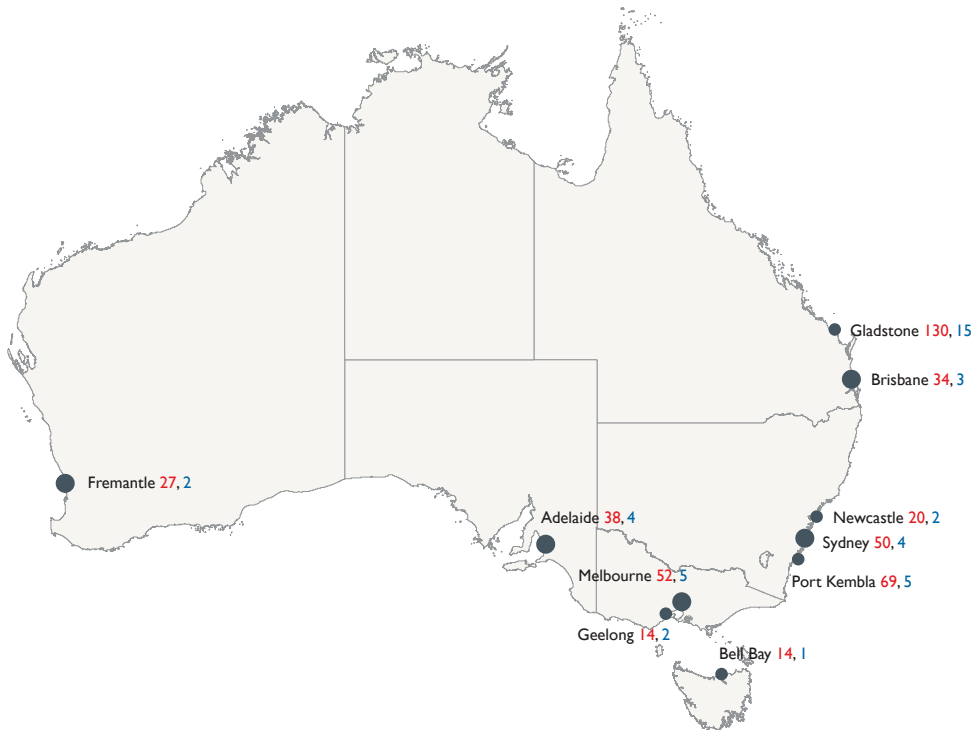 Gladstone 130, 15
Brisbane 34, 3
Fremantle 27, 2
Adelaide 38, 4
Newcastle 20, 2
Sydney 50, 4
Melbourne 52, 5
Port Kembla 69, 5
Geelong 14, 2
Bell Bay 14, 1